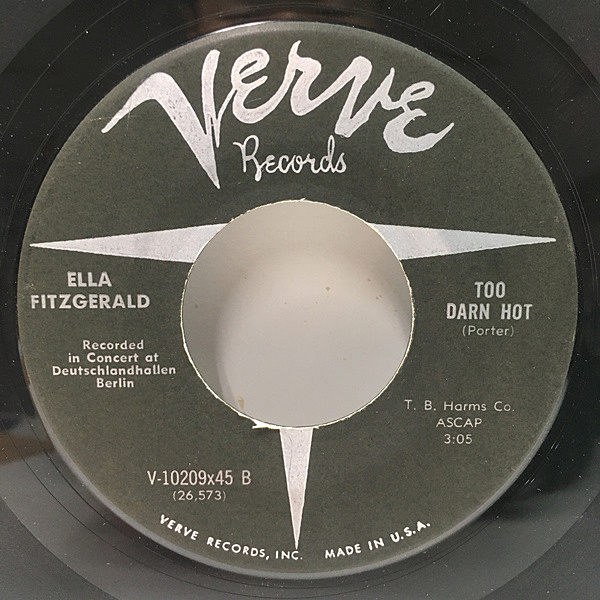 Verve
Records
ELLA
FITZGERALD
TOO
DARN HOT
(Porter)
Recorded
in Concert at
Deutschlandhallen
Berlin
T. B. Harms Co.
ASCAP
3:05
V-10209x45 B
(26,573)
VERVE RECORDS, INC. MADE IN U.S.A.